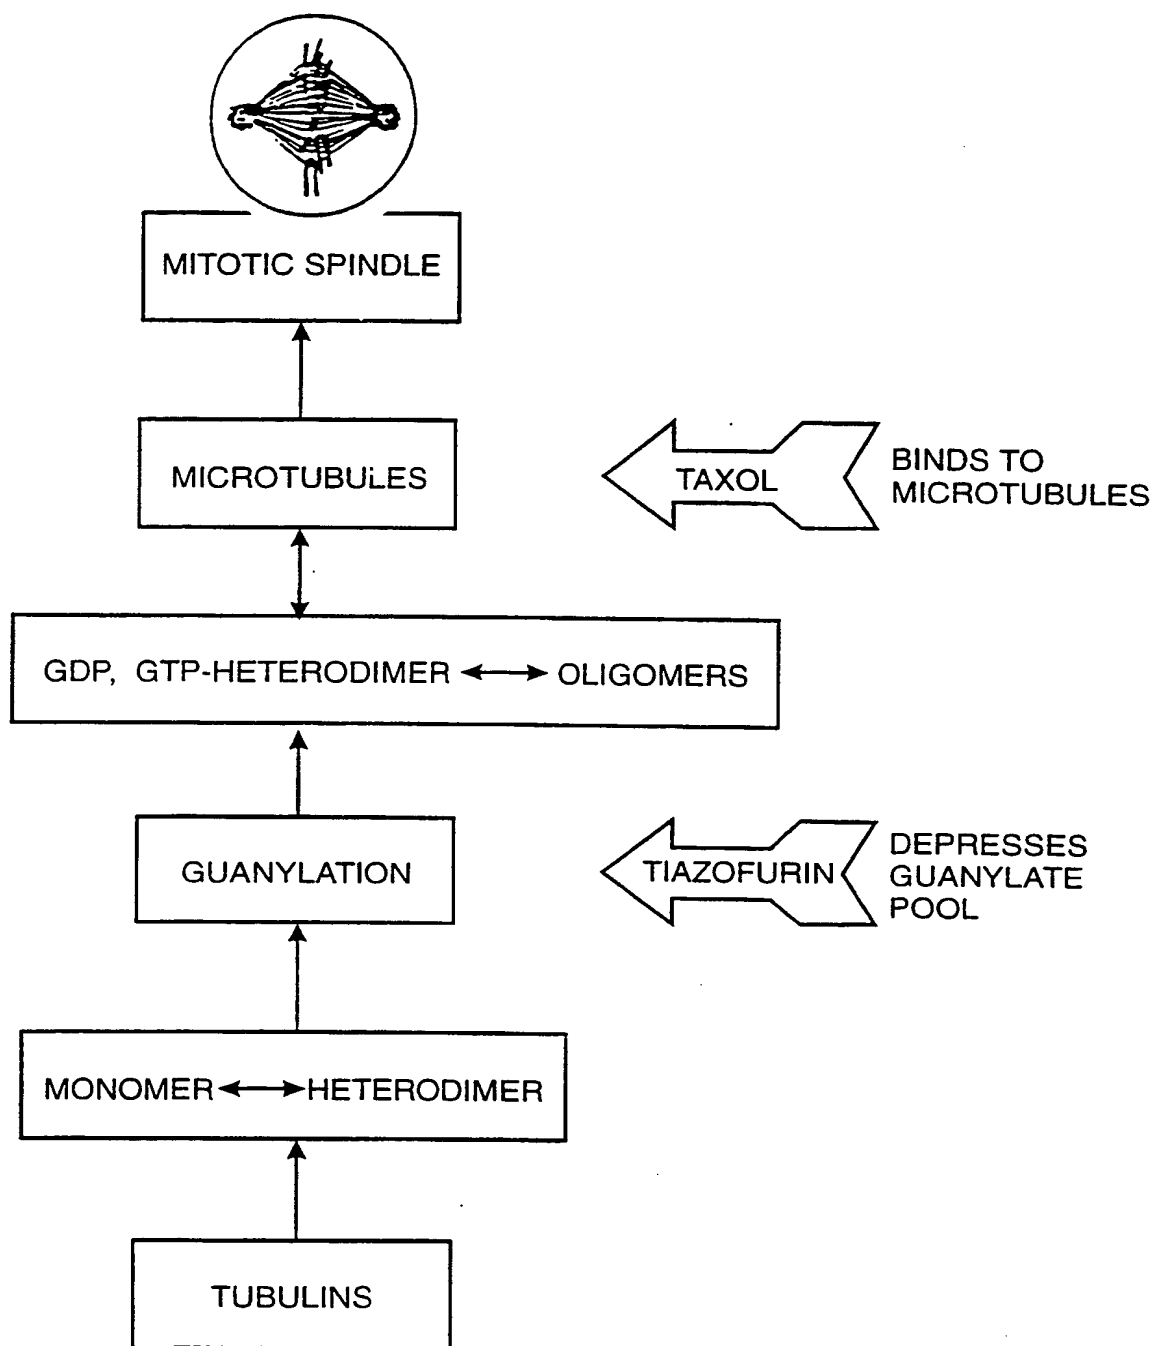 MITOTIC SPINDLE
MICROTUBULES
TAXOL
BINDS TO
MICROTUBULES
GDP, GTP-HETERODIMER OLIGOMERS
GUANYLATION
TIAZOFURIN
DEPRESSES
GUANYLATE
POOL
MONOMER HETERODIMER
TUBULINS